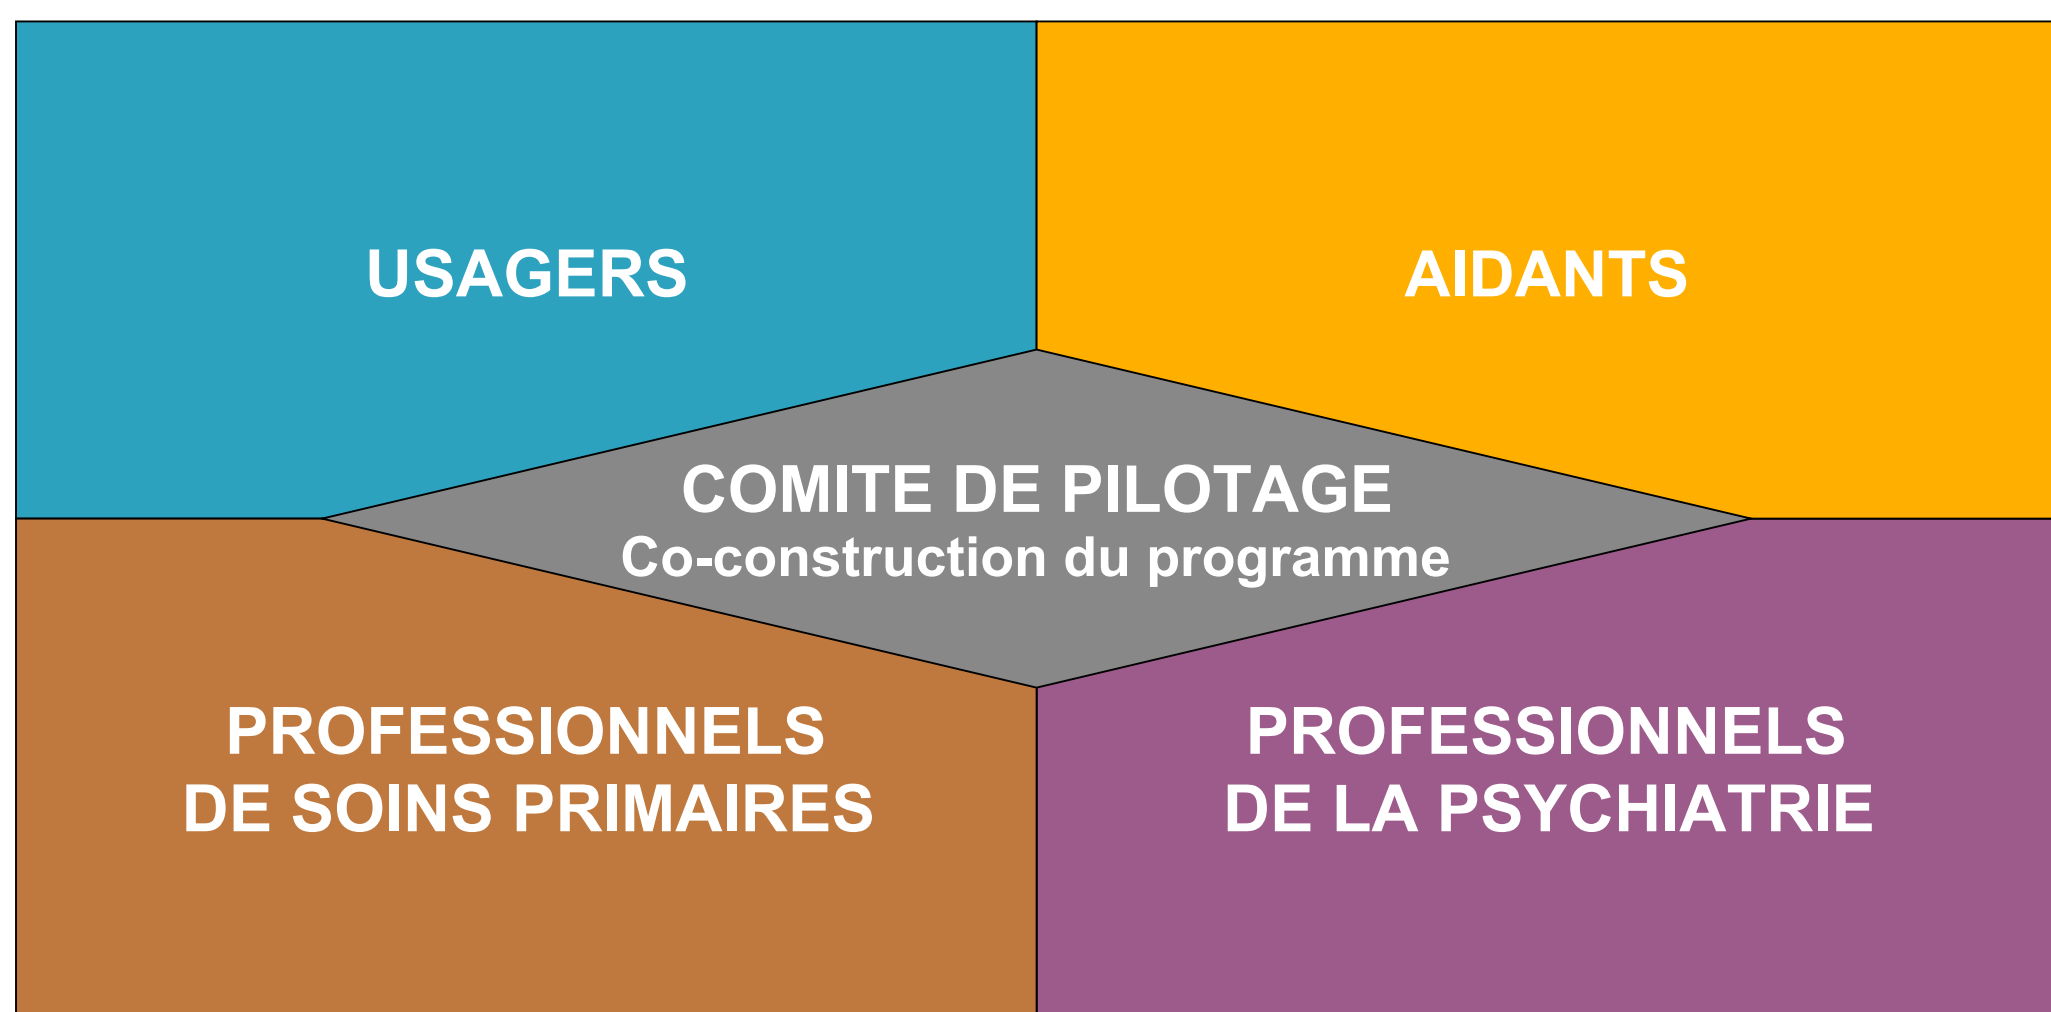 USAGERS
AIDANTS
COMITE DE PILOTAGE
Co-construction du programme
PROFESSIONNELS
DE SOINS PRIMAIRES
PROFESSIONNELS
DE LA PSYCHIATRIE